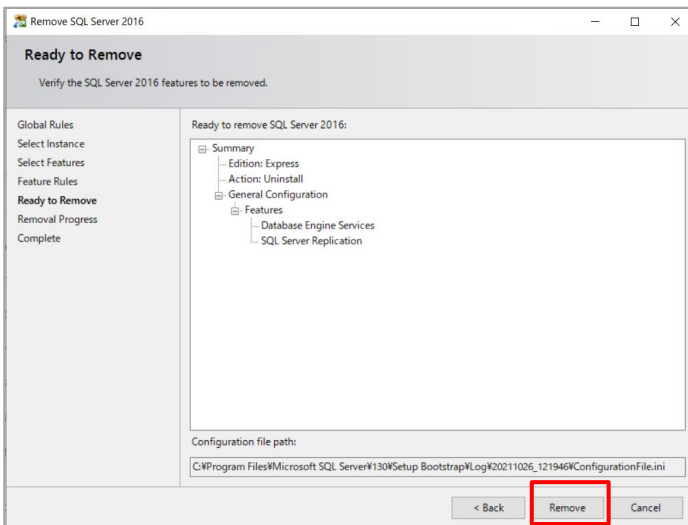 Remove SQL Server 2016
Ready to Remove
Verify the SQL Server 2016 features to be removed.
Global Rules
Select Instance
Select Features
Feature Rules
Ready to Remove
Removal Progress
Complete
Ready to remove SQL Server 2016:
Summary
Edition: Express
Action: Uninstall
General Configuration
Features
Database Engine Services
SQL Server Replication
Configuration file path:
C:¥Program Files¥Microsoft SQL Server¥130¥Setup Bootstrap¥Log¥20211026_121946¥ConfigurationFile.ini
< Back Remove Cancel